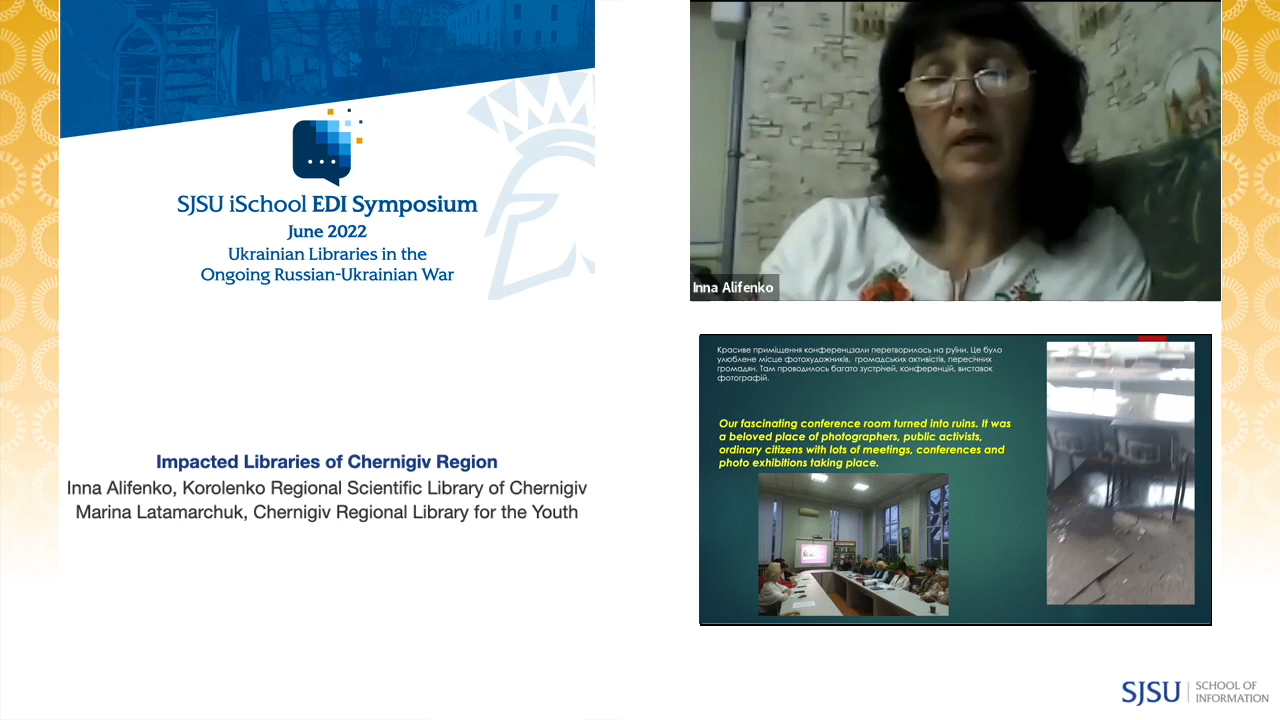 SJSU iSchool EDI Symposium
June 2022
Ukrainian Libraries in the
Ongoing Russian-Ukrainian War
Impacted Libraries of Chernigiv Region
Inna Alifenko, Korolenko Regional Scientific Library of Chernigiv
Marina Latamarchuk, Chernigiv Regional Library for the Youth
Inna Alifenko
Красиве приміщення конференцзали перетворилось на руїни. Це було
улюблене місце фотохудожників, громадських активістів, пересічних
громадян. Там проводилось багато зустрічей, конференцій, виставок
фотографій.
Our fascinating conference room turned into ruins. It was
a beloved place of photographers, public activists,
ordinary citizens with lots of meetings, conferences and
photo exhibitions taking place.
SJSU SCHOOL OF
INFORMATION